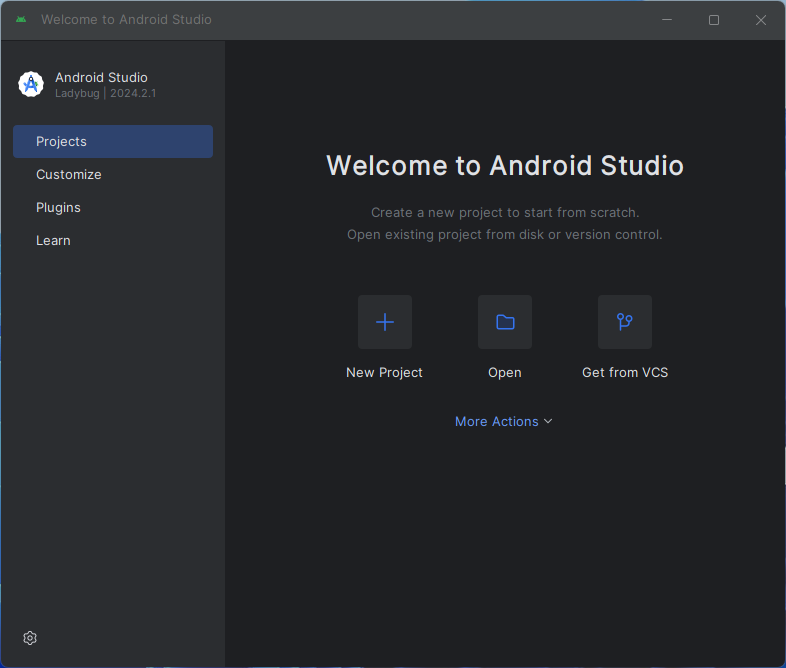 Welcome to Android Studio
Android Studio
Ladybug | 2024.2.1
Projects
Customize
Plugins
Learn
Welcome to Android Studio
Create a new project to start from scratch.
Open existing project from disk or version control.
New Project
Open
Get from VCS
More Actions